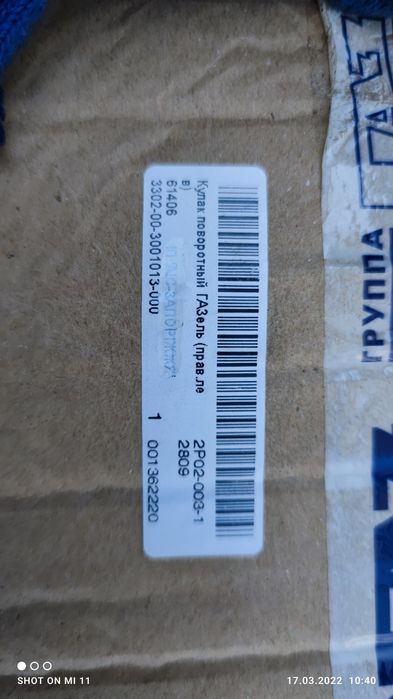 Кулак поворотный ГАЗель (прав.ле
в)
2P02-003-1
61406
2809
3302-00-3001013-000
1
001362220
ГРУППА
SHOT ON MI 11
17.03.2022 10:40